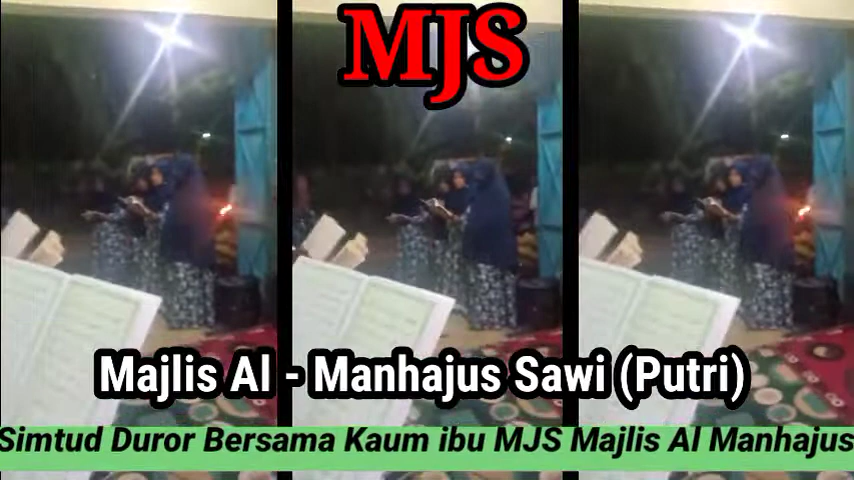 MJS
Majlis Al - Manhajus Sawi (Putri)
Simtud Duror Bersama Kaum ibu MJS Majlis Al Manhajus